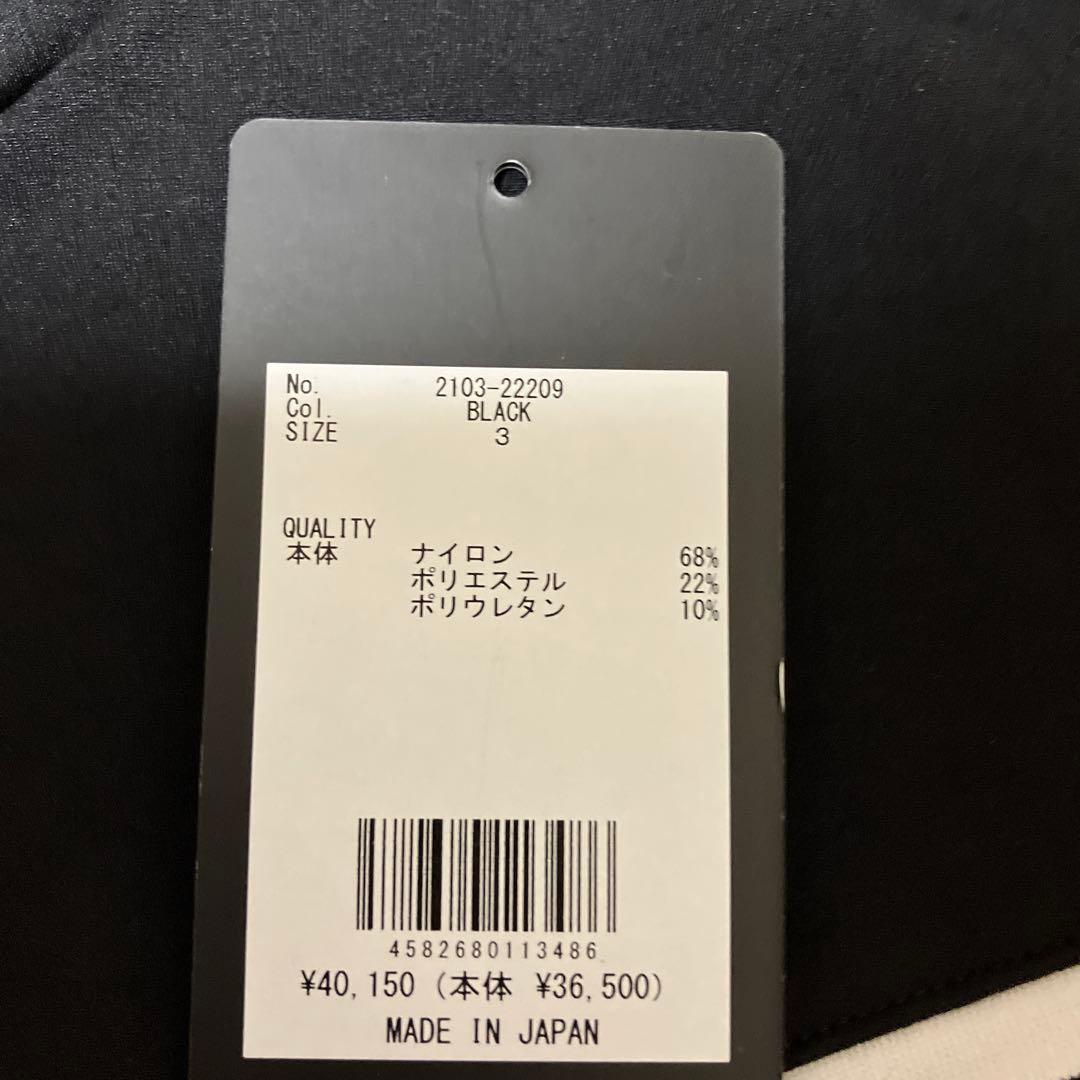 No. 2103-22209
Col. BLACK
SIZE 3
QUALITY
本体 ナイロン 68%
ポリエステル 22%
ポリウレタン 10%
4582680113486
¥40,150 (本体 ¥36,500)
MADE IN JAPAN